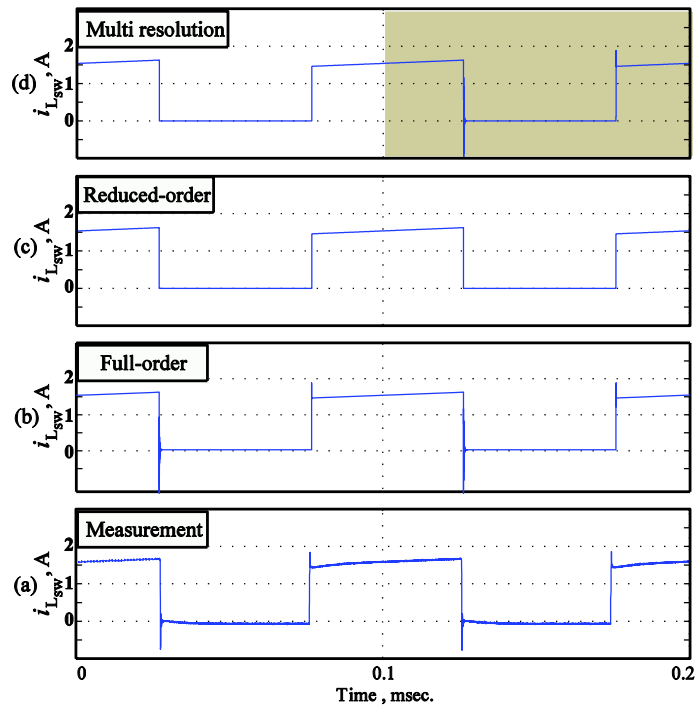 Multi resolution
(d)
i_Lsw, A
2
1
0
Reduced-order
(c)
i_Lsw, A
2
1
0
Full-order
(b)
i_Lsw, A
2
1
0
Measurement
(a)
i_Lsw, A
2
1
0
0 0.1 0.2
Time , msec.